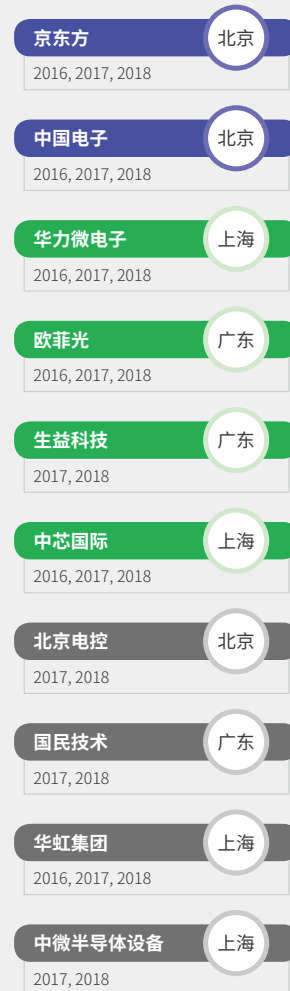 京东方 北京
2016, 2017, 2018
中国电子 北京
2016, 2017, 2018
华力微电子 上海
2016, 2017, 2018
欧菲光 广东
2016, 2017, 2018
生益科技 广东
2017, 2018
中芯国际 上海
2016, 2017, 2018
北京电控 北京
2017, 2018
国民技术 广东
2017, 2018
华虹集团 上海
2016, 2017, 2018
中微半导体设备 上海
2017, 2018